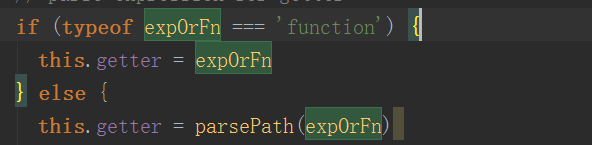 if (typeof expOrFn === 'function') {
this.getter = expOrFn
} else {
this.getter = parsePath(expOrFn)